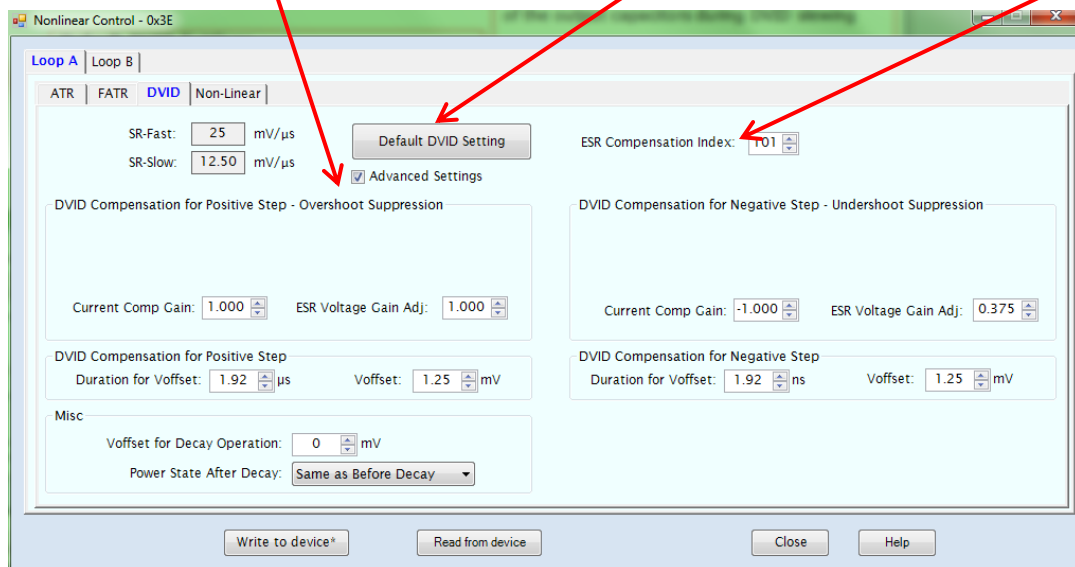 Nonlinear Control - 0x3E
of the output capacitors during DVID slewing
Loop A Loop B
ATR FATR DVID Non-Linear
SR-Fast: 25 mV/µs
Default DVID Setting
ESR Compensation Index: 101
SR-Slow: 12.50 mV/µs
Advanced Settings
DVID Compensation for Positive Step - Overshoot Suppression
DVID Compensation for Negative Step - Undershoot Suppression
Current Comp Gain: 1.000 ESR Voltage Gain Adj: 1.000
Current Comp Gain: -1.000 ESR Voltage Gain Adj: 0.375
DVID Compensation for Positive Step
DVID Compensation for Negative Step
Duration for Voffset: 1.92 µs Voffset: 1.25 mV
Duration for Voffset: 1.92 ns Voffset: 1.25 mV
Misc
Voffset for Decay Operation: 0 mV
Power State After Decay: Same as Before Decay
Write to device* Read from device Close Help